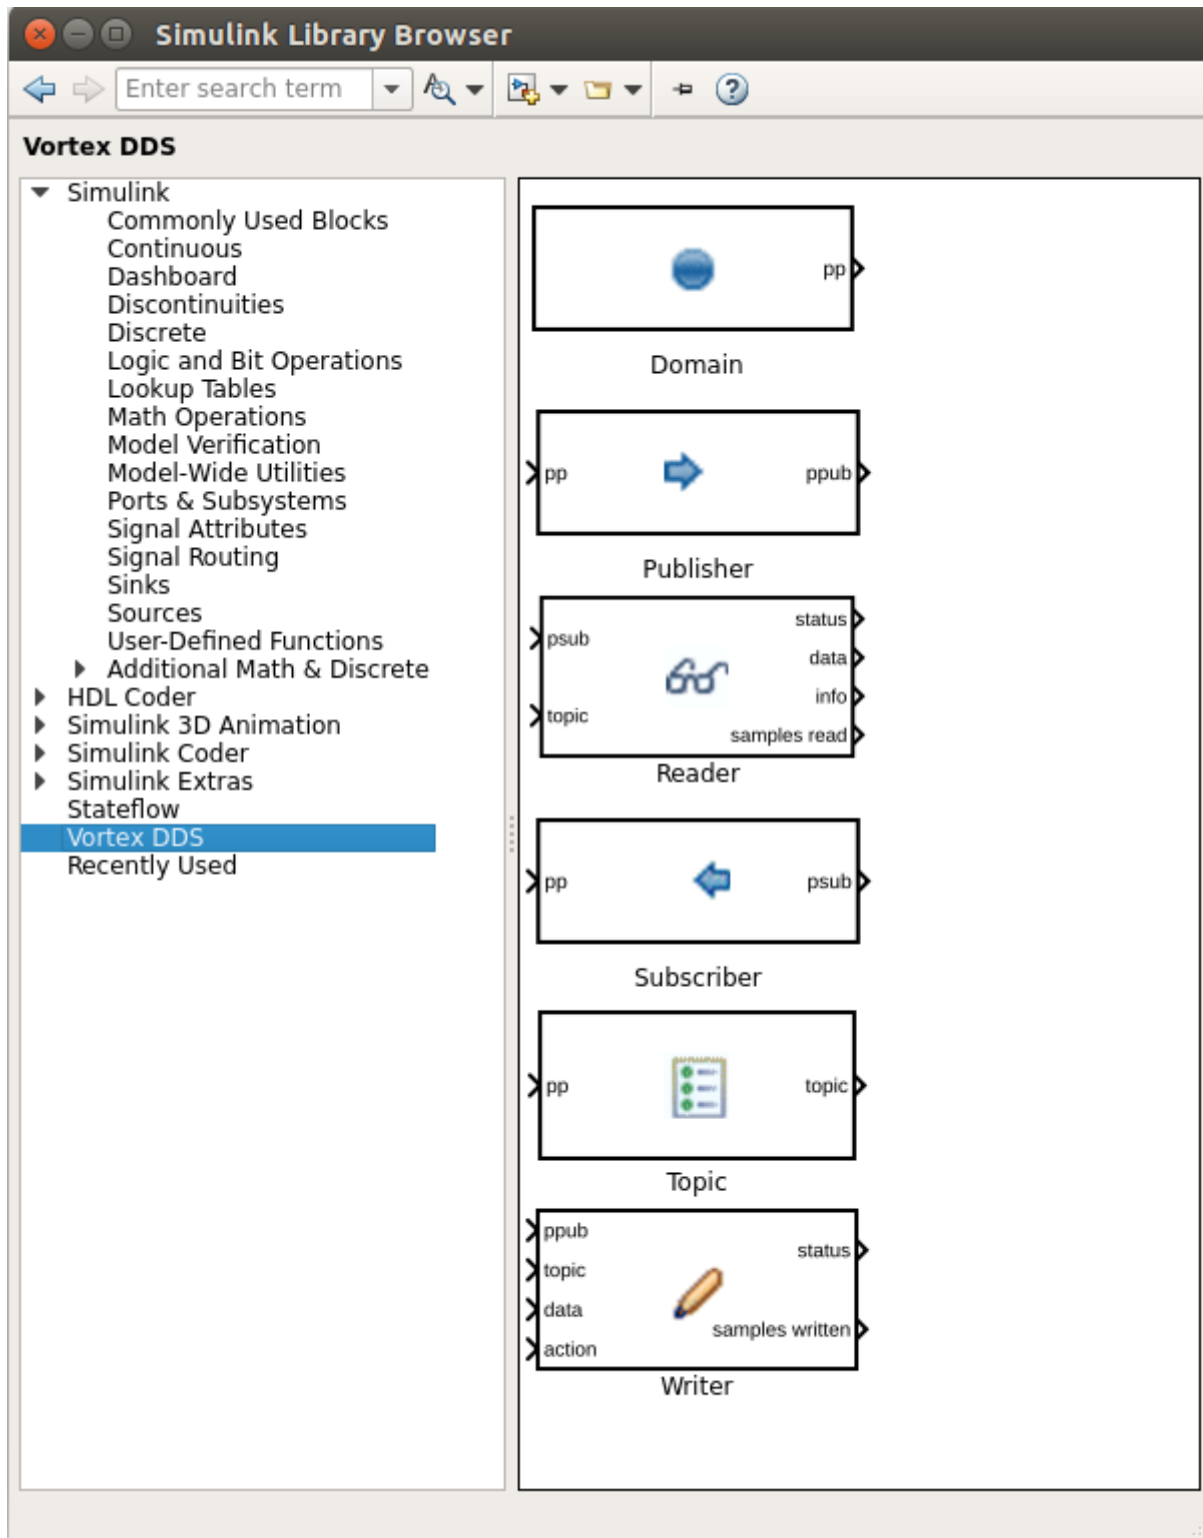 Simulink Library Browser
Enter search term
Vortex DDS
Simulink
Commonly Used Blocks
Continuous
Dashboard
Discontinuities
Discrete
Logic and Bit Operations
Lookup Tables
Math Operations
Model Verification
Model-Wide Utilities
Ports & Subsystems
Signal Attributes
Signal Routing
Sinks
Sources
User-Defined Functions
Additional Math & Discrete
HDL Coder
Simulink 3D Animation
Simulink Coder
Simulink Extras
Stateflow
Vortex DDS
Recently Used
pp
Domain
pp ppub
Publisher
status
psub
data
info
topic
samples read
Reader
pp psub
Subscriber
pp topic
Topic
ppub
status
topic
data
samples written
action
Writer